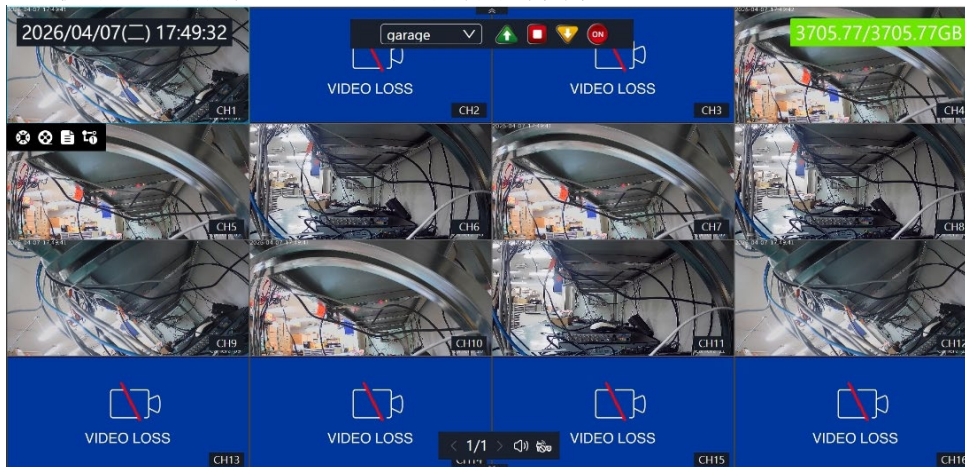 2026/04/07(二) 17:49:32
garage
ON
3705.77/3705.77GB
CH1
VIDEO LOSS
CH2
VIDEO LOSS
CH3
CH4
CH5
CH6
CH7
CH8
CH9
CH10
CH11
CH12
VIDEO LOSS
CH13
VIDEO LOSS
1/1
VIDEO LOSS
CH15
VIDEO LOSS
CH16